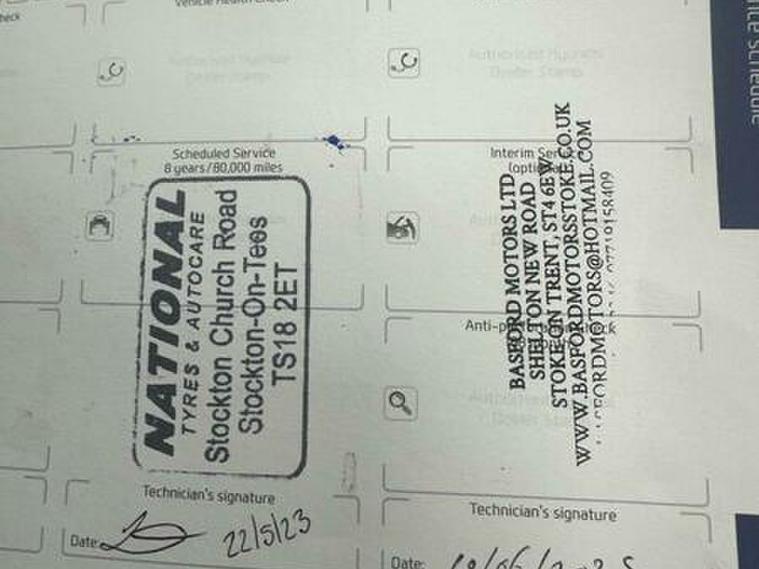 Vehicle Health Check
Authorised Hyundai
Dealer Stamp
Authorised Hyundai
Dealer Stamp
Scheduled Service
8 years/80,000 miles
NATIONAL
TYRES & AUTOCARE
Stockton Church Road
Stockton-On-Tees
TS18 2ET
Technician's signature
Date:
22/5/23
Interim Service
(optional)
BASFORD MOTORS LTD
SHELTON NEW ROAD
STOKE ON TRENT, ST4 6EW
WWW.BASFORDMOTORSSTOKE.CO.UK
BASFORDMOTORS@HOTMAIL.COM
07719158409
Technician's signature
Date: